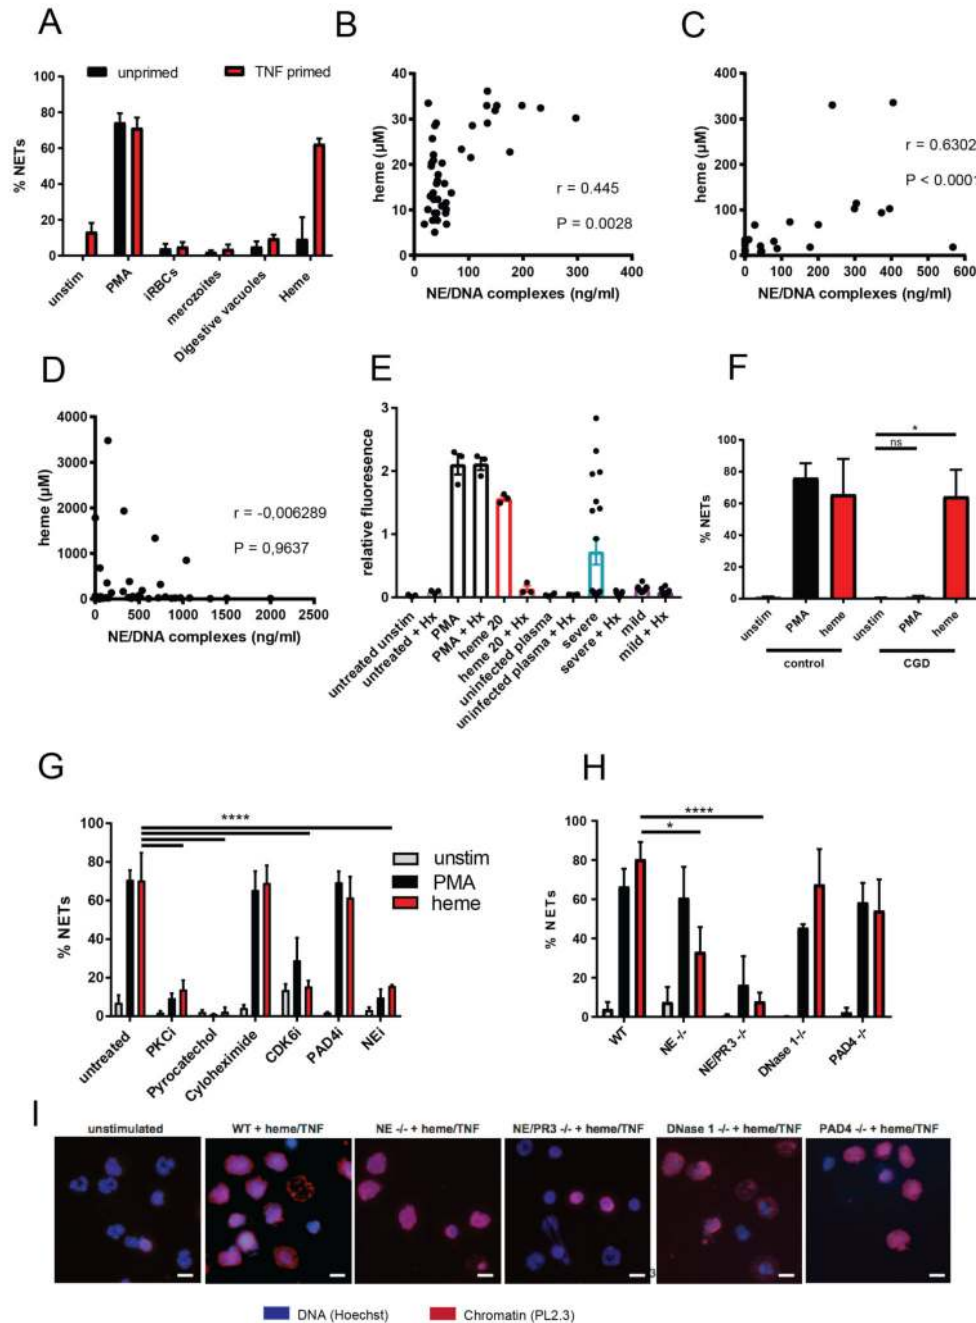 A
unprimed
TNF primed
% NETs
100
80
60
40
20
0
unstim
PMA
iRBCs
merozoites
Digestive vacuoles
Heme
B
heme (µM)
40
30
20
10
0
r = 0.445
P = 0.0028
0 100 200 300 400
NE/DNA complexes (ng/ml)
C
heme (µM)
400
300
200
100
0
r = 0.6302
P < 0.0001
0 100 200 300 400 500 600
NE/DNA complexes (ng/ml)
D
heme (µM)
4000
3000
2000
1000
0
r = -0,006289
P = 0,9637
0 500 1000 1500 2000 2500
NE/DNA complexes (ng/ml)
E
relative fluoresence
3
2
1
0
untreated unstim
untreated + Hx
PMA
PMA + Hx
heme 20
heme 20 + Hx
uninfected plasma
uninfected plasma + Hx
severe
severe + Hx
mild
mild + Hx
F
% NETs
100
80
60
40
20
0
*
ns
unstim
PMA
heme
unstim
PMA
heme
control
CGD
G
****
% NETs
100
80
60
40
20
0
unstim
PMA
heme
untreated
PKCi
Pyrocatechol
Cyloheximide
CDK6i
PAD4i
NEi
H
****
*
% NETs
100
80
60
40
20
0
WT
NE -/-
NE/PR3 -/-
DNase 1-/-
PAD4 -/-
I
unstimulated
WT + heme/TNF
NE -/- + heme/TNF
NE/PR3 -/- + heme/TNF
DNase 1 -/- + heme/TNF
PAD4 -/- + heme/TNF
3
DNA (Hoechst)
Chromatin (PL2.3)